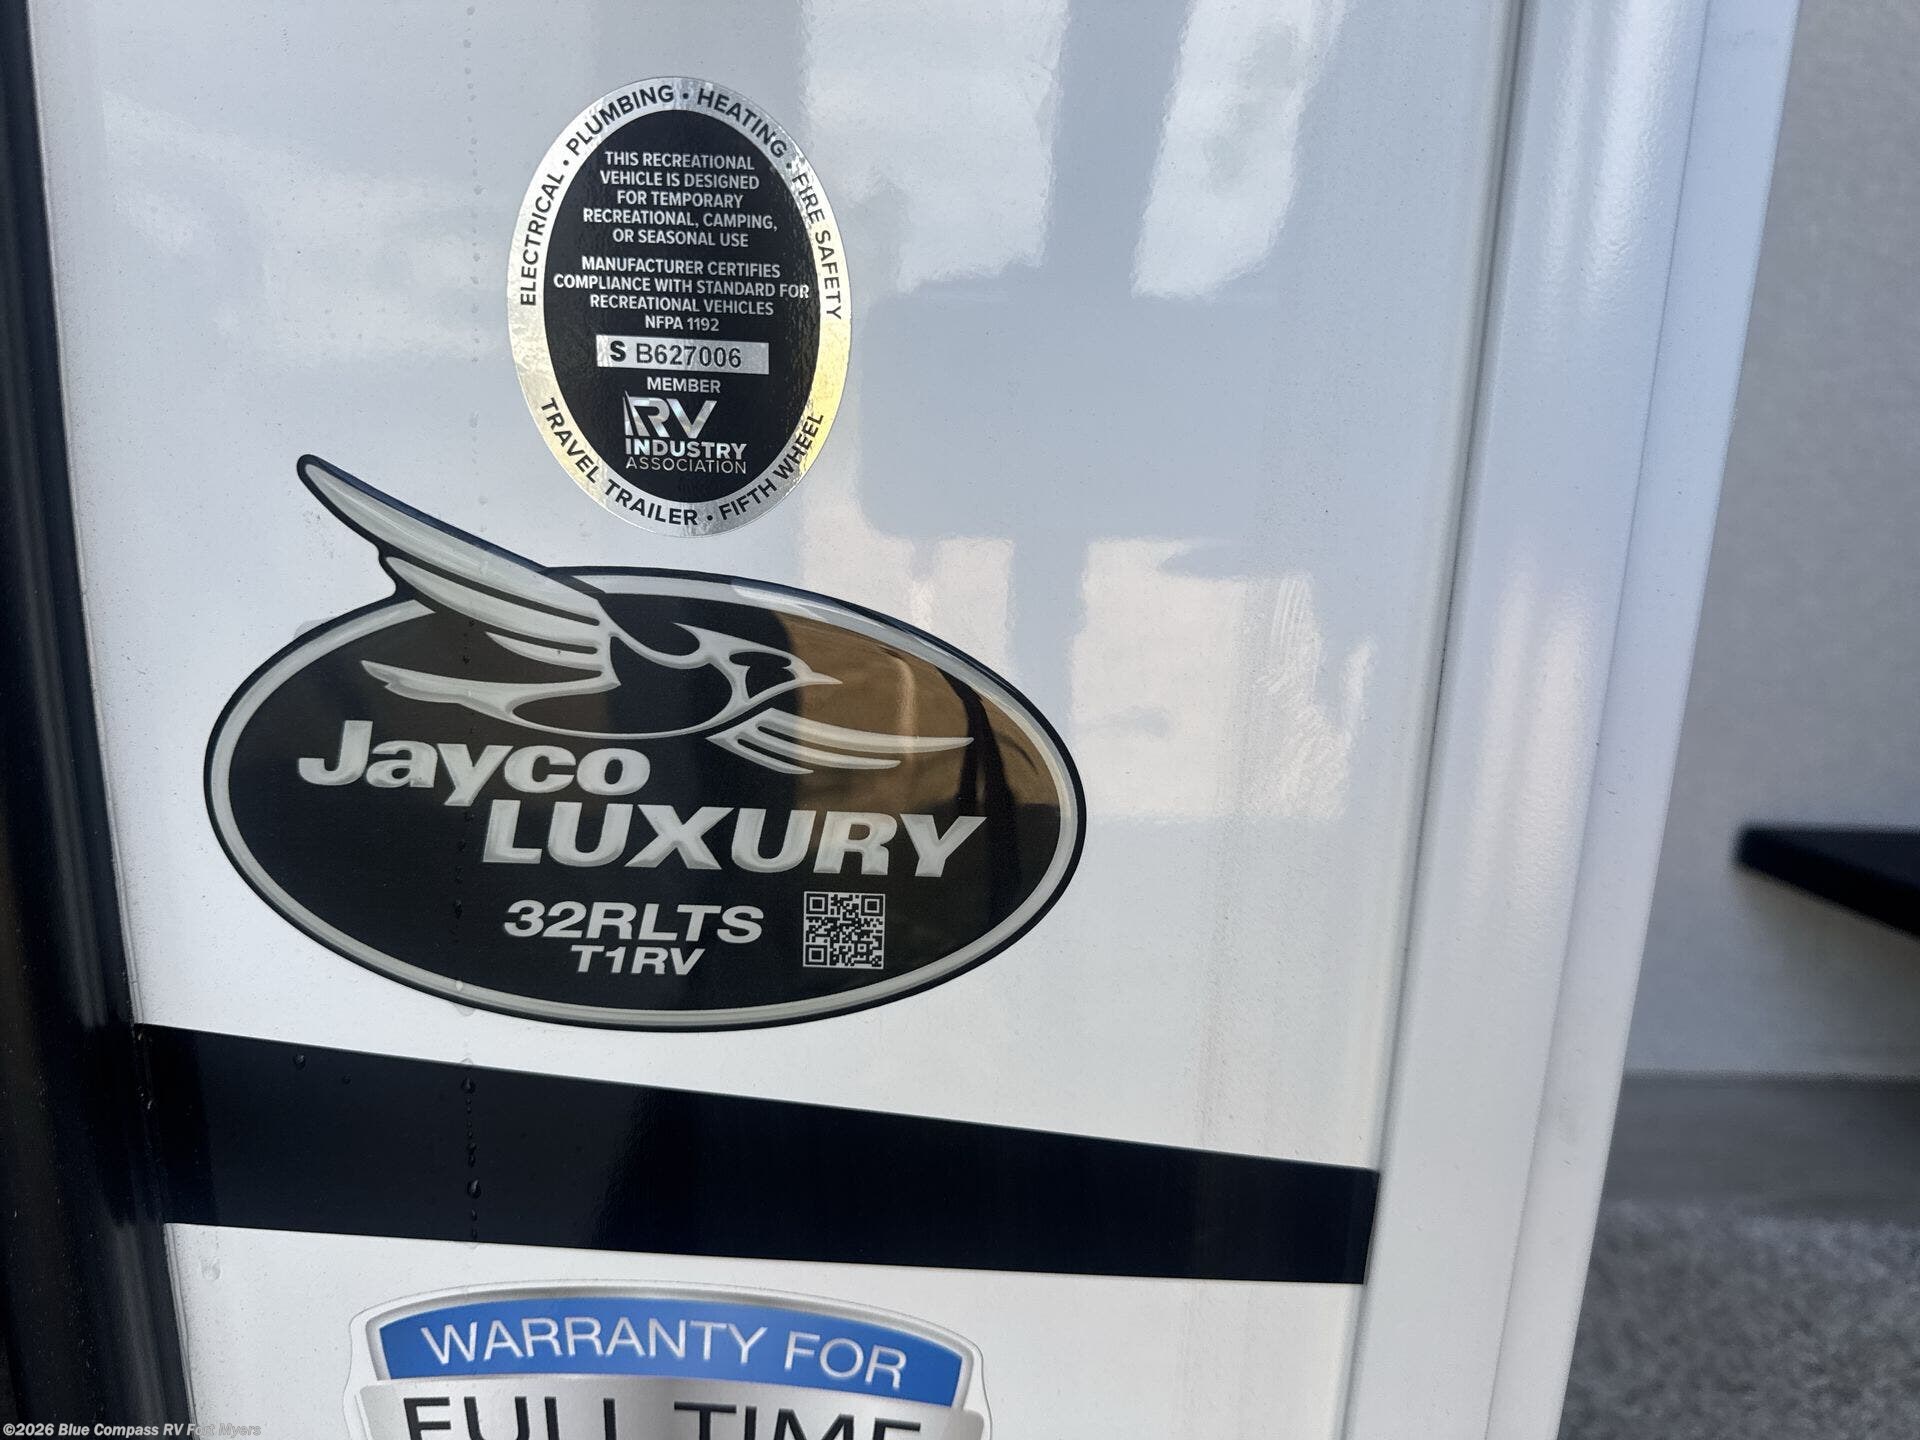 ELECTRICAL • PLUMBING • HEATING • FIRE SAFETY
THIS RECREATIONAL
VEHICLE IS DESIGNED
FOR TEMPORARY
RECREATIONAL, CAMPING,
OR SEASONAL USE
MANUFACTURER CERTIFIES
COMPLIANCE WITH STANDARD FOR
RECREATIONAL VEHICLES
NFPA 1192
S B627006
MEMBER
RV
INDUSTRY
ASSOCIATION
TRAVEL TRAILER • FIFTH WHEEL
Jayco
LUXURY
32RLTS
T1RV
WARRANTY FOR
FULL TIME
©2026 Blue Compass RV Fort Myers